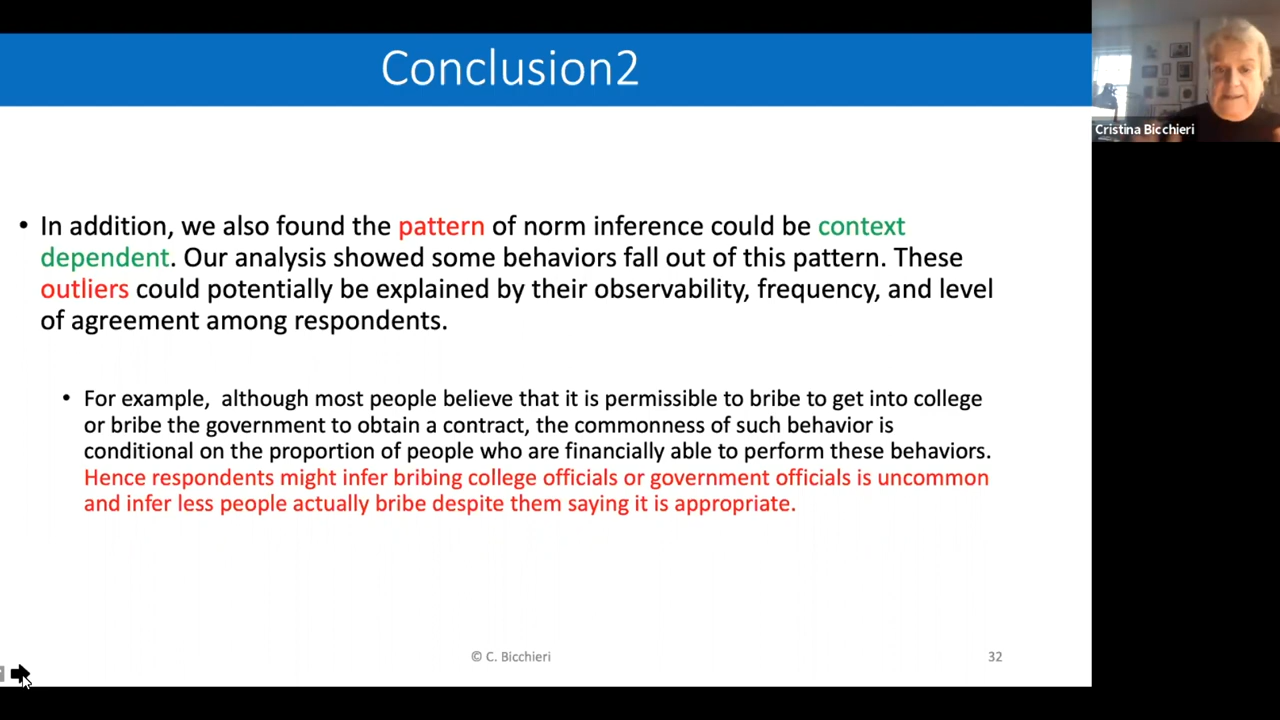 Conclusion2
Cristina Bicchieri
• In addition, we also found the pattern of norm inference could be context
dependent. Our analysis showed some behaviors fall out of this pattern. These
outliers could potentially be explained by their observability, frequency, and level
of agreement among respondents.
• For example, although most people believe that it is permissible to bribe to get into college
or bribe the government to obtain a contract, the commonness of such behavior is
conditional on the proportion of people who are financially able to perform these behaviors.
Hence respondents might infer bribing college officials or government officials is uncommon
and infer less people actually bribe despite them saying it is appropriate.
© C. Bicchieri
32